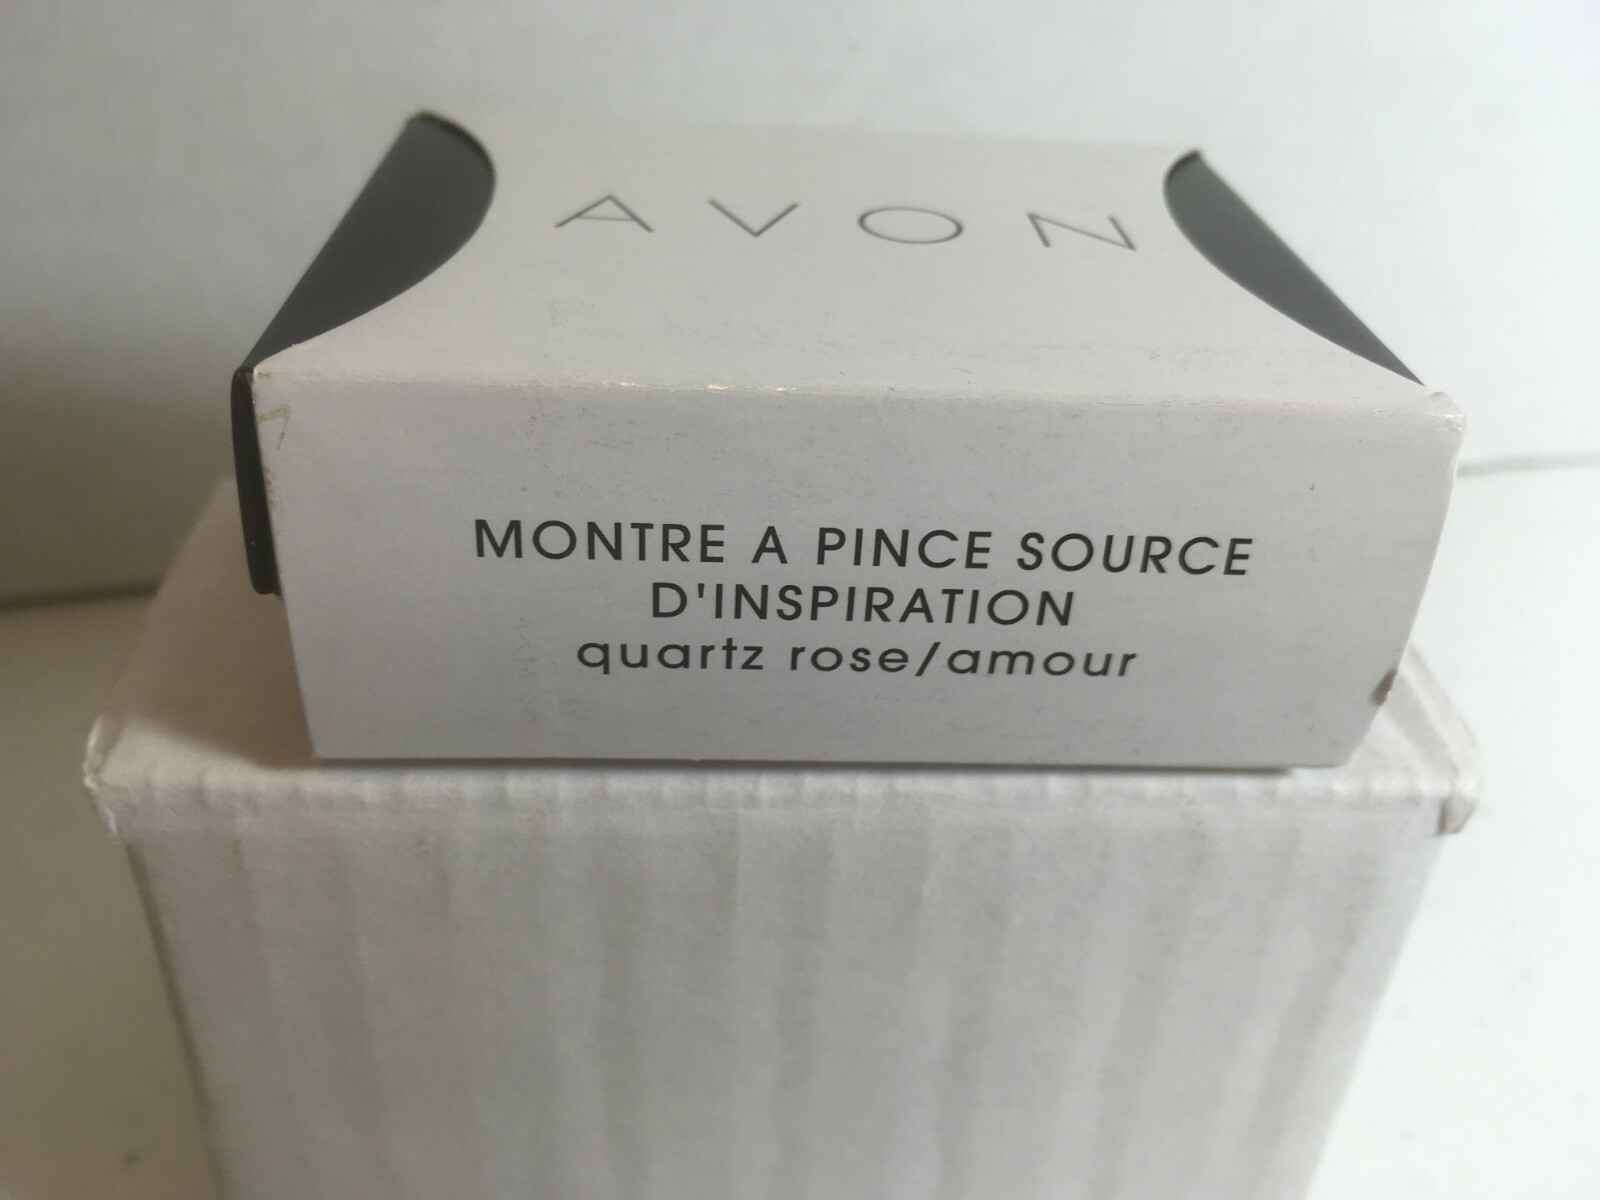 AVON
MONTRE A PINCE SOURCE
D'INSPIRATION
quartz rose/amour